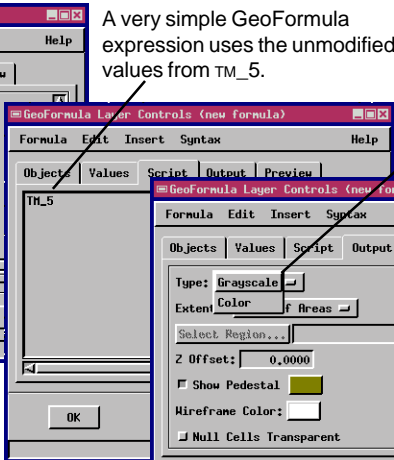 Help
A very simple GeoFormula
expression uses the unmodified
values from TM_5.
GeoFormula Layer Controls (new formula)
Formula Edit Insert Syntax Help
Objects Values Script Output Preview
TM_5
GeoFormula Layer Controls (new for
Formula Edit Insert Syntax
Objects Values Script Output
Type: Grayscale
Color
Extent f Areas
Select Region...
Z Offset: 0.0000
Show Pedestal
Wireframe Color:
Null Cells Transparent
OK